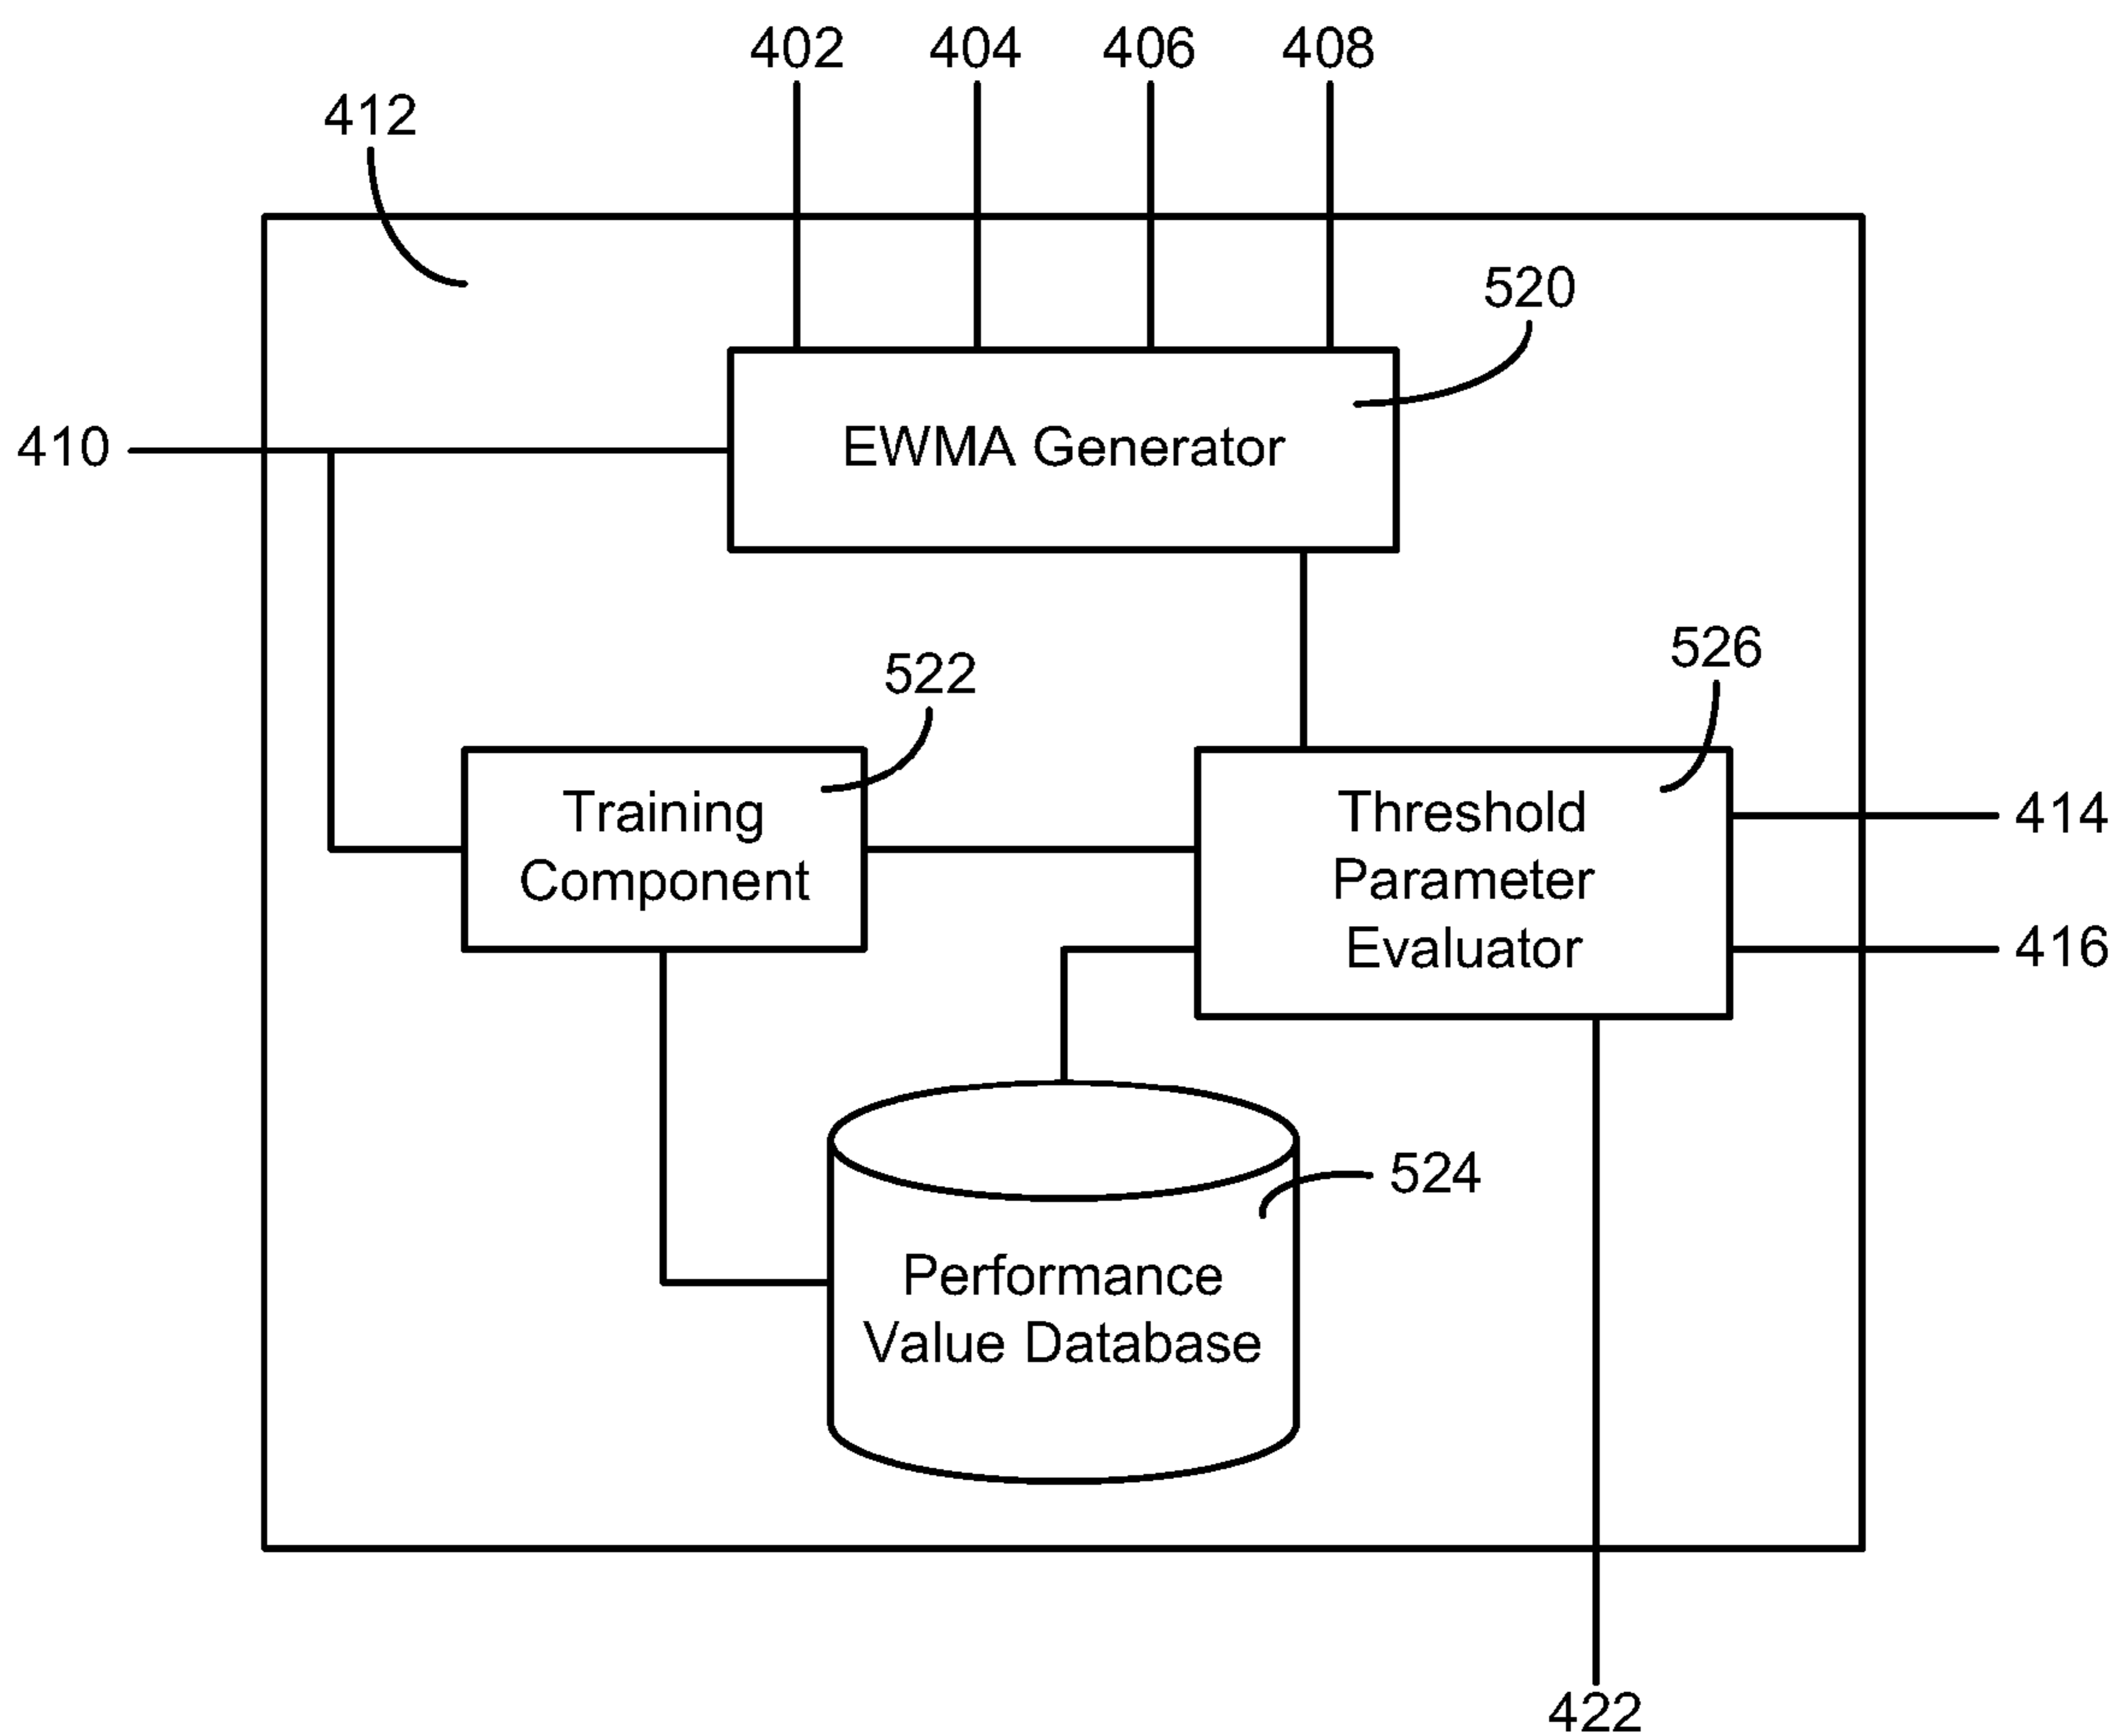 402 404 406 408
412
520
410
EWMA Generator
522
526
Training
Component
Threshold
Parameter
Evaluator
414
416
524
Performance
Value Database
422